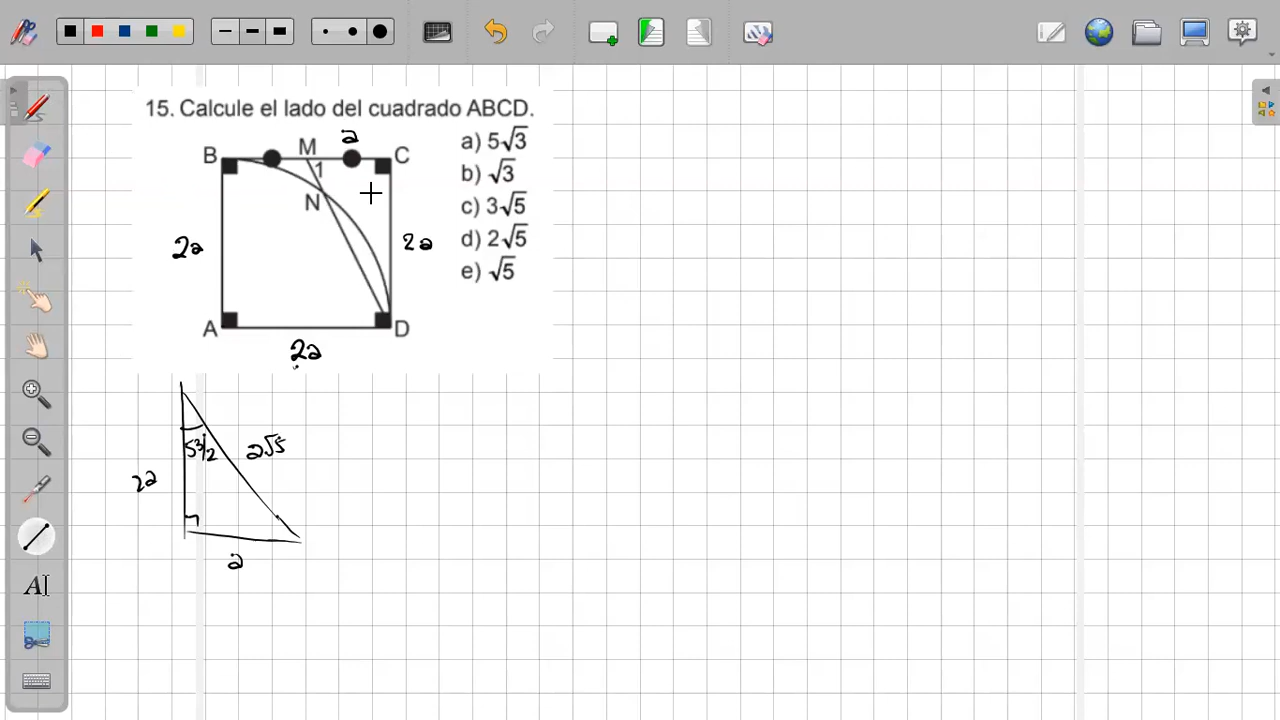 15. Calcule el lado del cuadrado ABCD.
a) 5√3
b) √3
c) 3√5
d) 2√5
e) √5
a
B
M
C
1
N
2a
2a
A
D
2a
53/2
2√5
2a
a
A